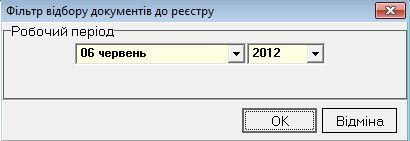 Фільтр відбору документів до реєстру
Робочий період
06 червень 2012
OK Відміна